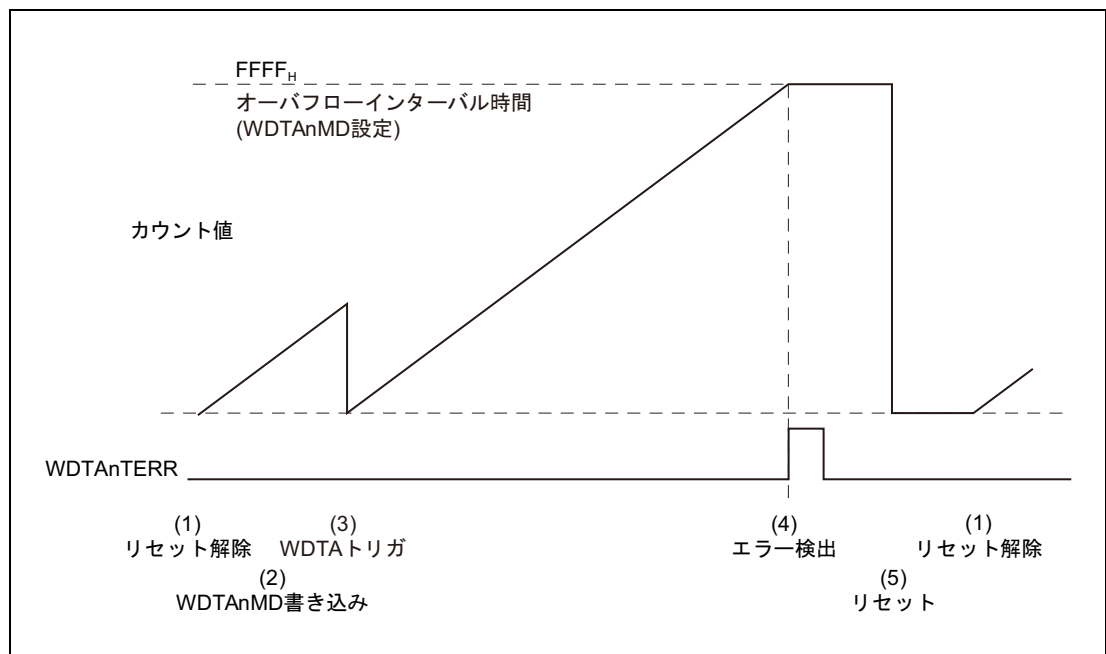 FFFFH
オーバフローインターバル時間
(WDTAnMD設定)
カウント値
WDTAnTERR
(1)
リセット解除
(2)
WDTAnMD書き込み
(3)
WDTAトリガ
(4)
エラー検出
(5)
リセット
(1)
リセット解除